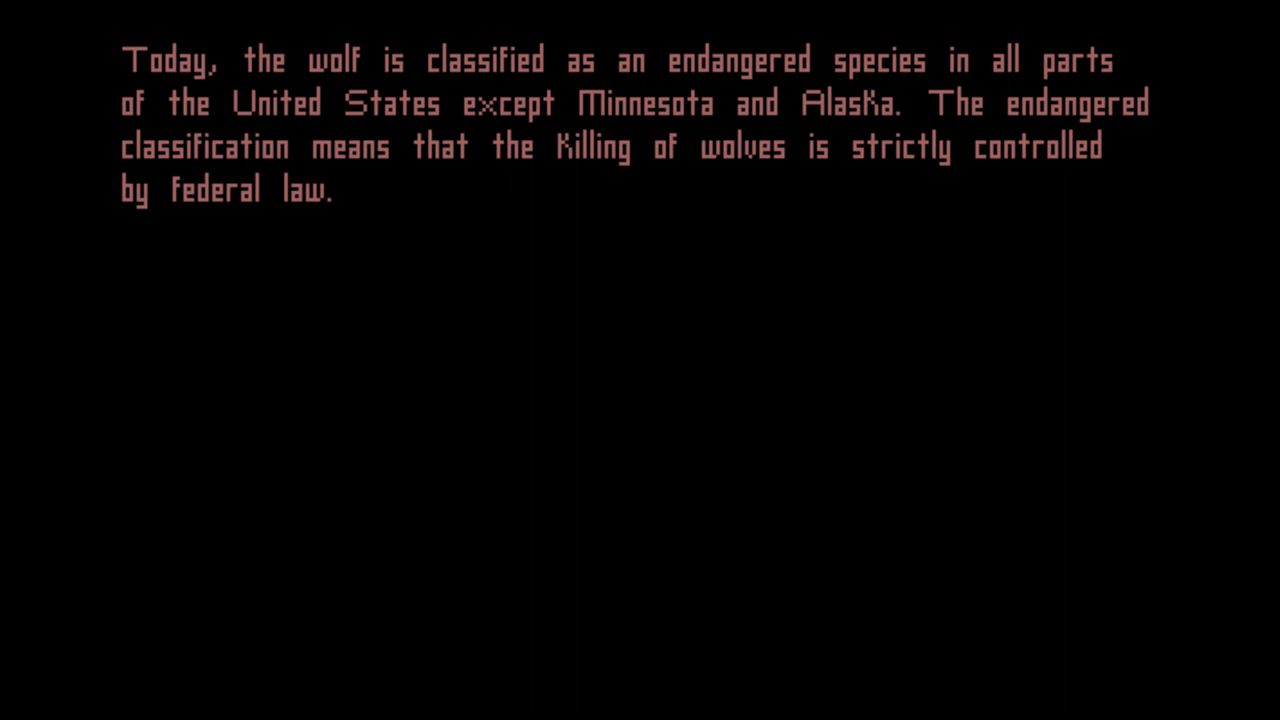 Today, the wolf is classified as an endangered species in all parts
of the United States except Minnesota and Alaska. The endangered
classification means that the killing of wolves is strictly controlled
by federal law.